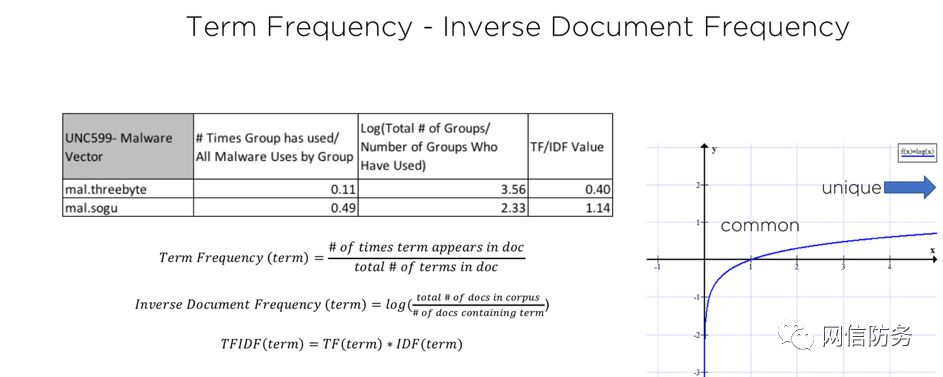 Term Frequency - Inverse Document Frequency
UNC599- Malware Vector
# Times Group has used/ All Malware Uses by Group
Log(Total # of Groups/ Number of Groups Who Have Used)
TF/IDF Value
mal.threebyte 0.11 3.56 0.40
mal.sogu 0.49 2.33 1.14
Term Frequency (term) = # of times term appears in doc / total # of terms in doc
Inverse Document Frequency (term) = log( total # of docs in corpus / # of docs containing term )
TFIDF(term) = TF(term) * IDF(term)
y
f(x)=log(x)
2
unique
1
common
x
-1 1 2 3 4
-1
-2
-3
网信防务